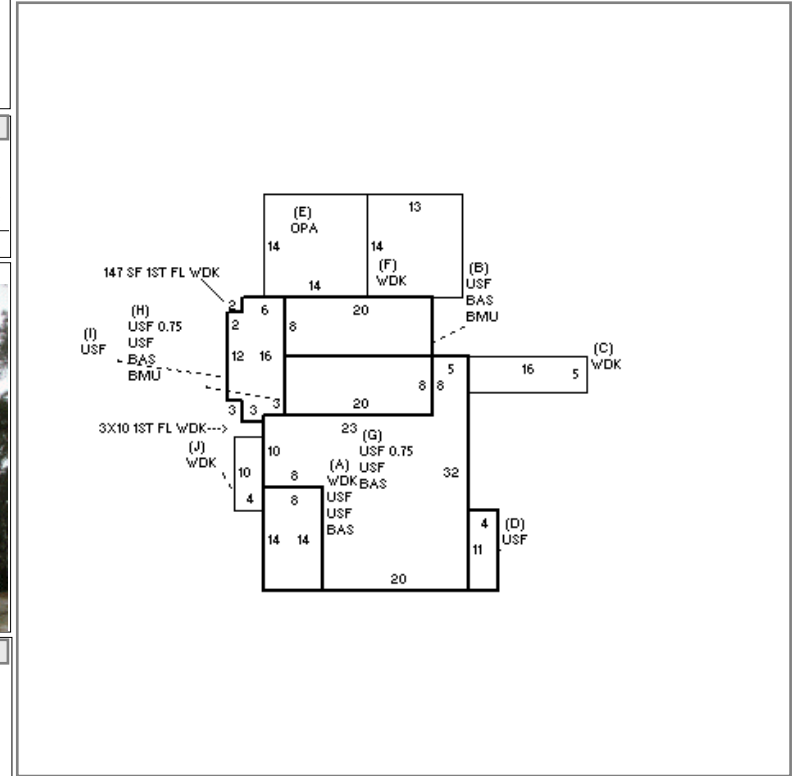 13
(E)
OPA
14
14
(F)
WDK
14
(B)
USF
BAS
BMU
147 SF 1ST FL WDK
2
6
20
(H)
USF 0.75
USF
BAS
BMU
2
8
(I)
USF
12
16
5
16
5
(C)
WDK
8
8
3
3
3
20
3X10 1ST FL WDK--->
23
(G)
USF 0.75
USF
BAS
(J)
WDK
10
10
4
8
(A)
WDK
USF
USF
BAS
32
8
14
14
4
11
(D)
USF
20